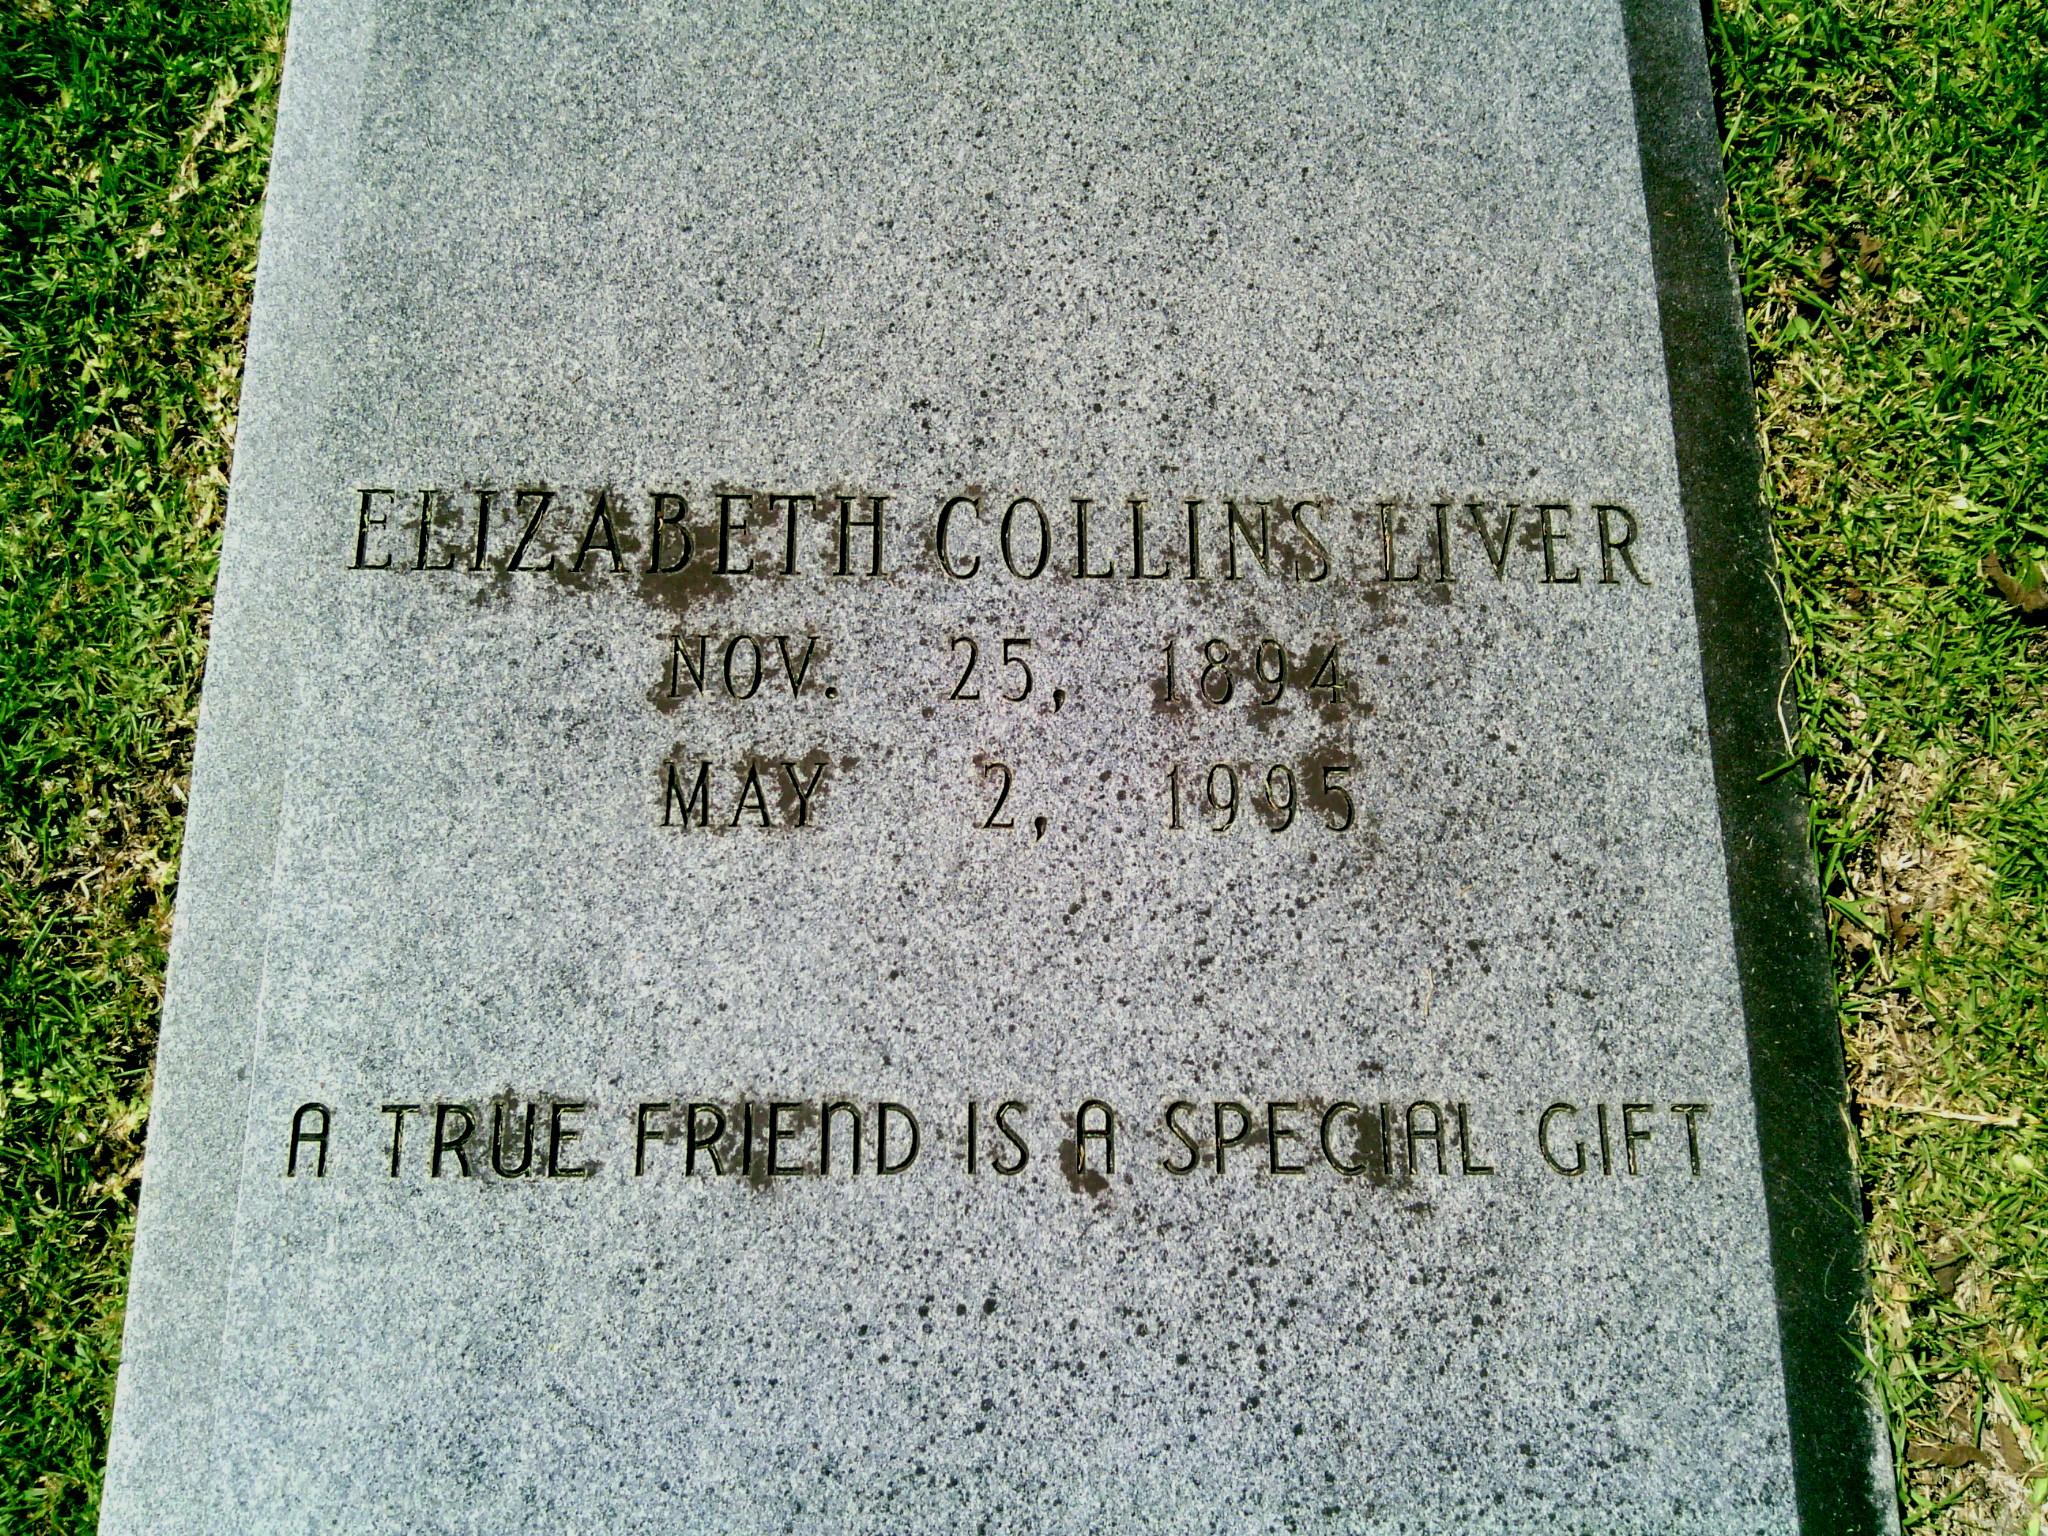 ELIZABETH COLLINS LIVER
NOV. 25, 1894
MAY 2, 1995
A TRUE FRIEND IS A SPECIAL GIFT